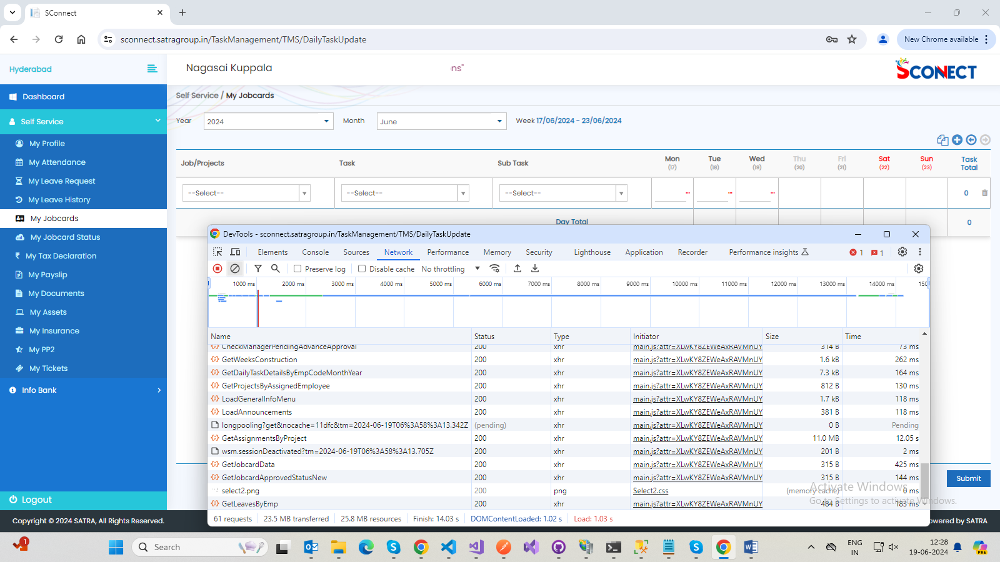 SConnect
sconnect.satragroup.in/TaskManagement/TMS/DailyTaskUpdate
New Chrome available
Hyderabad
Nagasai Kuppala
ns"
SCONNECT
Dashboard
Self Service / My Jobcards
Self Service
Year
2024
Month
June
Week 17/06/2024 - 23/06/2024
My Profile
My Attendance
My Leave Request
My Leave History
My Jobcards
My Jobcard Status
My Tax Declaration
My Payslip
My Documents
My Assets
My Insurance
My PP2
My Tickets
Info Bank
Logout
Job/Projects
Task
Sub Task
Mon
(17)
Tue
(18)
Wed
(19)
Thu
(20)
Fri
(21)
Sat
(22)
Sun
(23)
Task
Total
--Select--
--Select--
--Select--
0
Day Total
0
DevTools - sconnect.satragroup.in/TaskManagement/TMS/DailyTaskUpdate
Elements Console Sources Network Performance Memory Security Lighthouse Application Recorder Performance insights 1 1
Preserve log Disable cache No throttling
1000 ms 2000 ms 3000 ms 4000 ms 5000 ms 6000 ms 7000 ms 8000 ms 9000 ms 10000 ms 11000 ms 12000 ms 13000 ms 14000 ms 150
Name Status Type Initiator Size Time
CheckManagerPendingAdvanceApproval 200 xhr main.js?attr=XLwKY8ZEWeAxRAVMnUY 314 B 73 ms
GetWeeksConstruction 200 xhr main.js?attr=XLwKY8ZEWeAxRAVMnUY 1.6 kB 262 ms
GetDailyTaskDetailsByEmpCodeMonthYear 200 xhr main.js?attr=XLwKY8ZEWeAxRAVMnUY 7.3 kB 164 ms
GetProjectsByAssignedEmployee 200 xhr main.js?attr=XLwKY8ZEWeAxRAVMnUY 812 B 130 ms
LoadGeneralInfoMenu 200 xhr main.js?attr=XLwKY8ZEWeAxRAVMnUY 1.7 kB 118 ms
LoadAnnouncements 200 xhr main.js?attr=XLwKY8ZEWeAxRAVMnUY 381 B 118 ms
longpooling?get&nocache=11dfc&tm=2024-06-19T06%3A58%3A13.342Z (pending) xhr main.js?attr=XLwKY8ZEWeAxRAVMnUY 0 B Pending
GetAssignmentsByProject 200 xhr main.js?attr=XLwKY8ZEWeAxRAVMnUY 11.0 MB 12.05 s
wsm.sessionDeactivated?tm=2024-06-19T06%3A58%3A13.705Z 200 xhr main.js?attr=XLwKY8ZEWeAxRAVMnUY 201 B 2 ms
GetJobcardData 200 xhr main.js?attr=XLwKY8ZEWeAxRAVMnUY 315 B 425 ms
GetJobcardApprovedStatusNew 200 xhr main.js?attr=XLwKY8ZEWeAxRAVMnUY 315 B 144 ms
select2.png 200 png Select2.css (memory cache) 0 ms
GetLeavesByEmp 200 xhr main.js?attr=XLwKY8ZEWeAxRAVMnUY 484 B 183 ms
61 requests 23.5 MB transferred 25.8 MB resources Finish: 14.03 s DOMContentLoaded: 1.02 s Load: 1.03 s
Submit
Activate Windows
Go to Settings to activate Windows.
Copyright © 2024 SATRA, All Rights Reserved.
owered by SATRA
1
Search
PRE
ENG
IN
12:28
19-06-2024